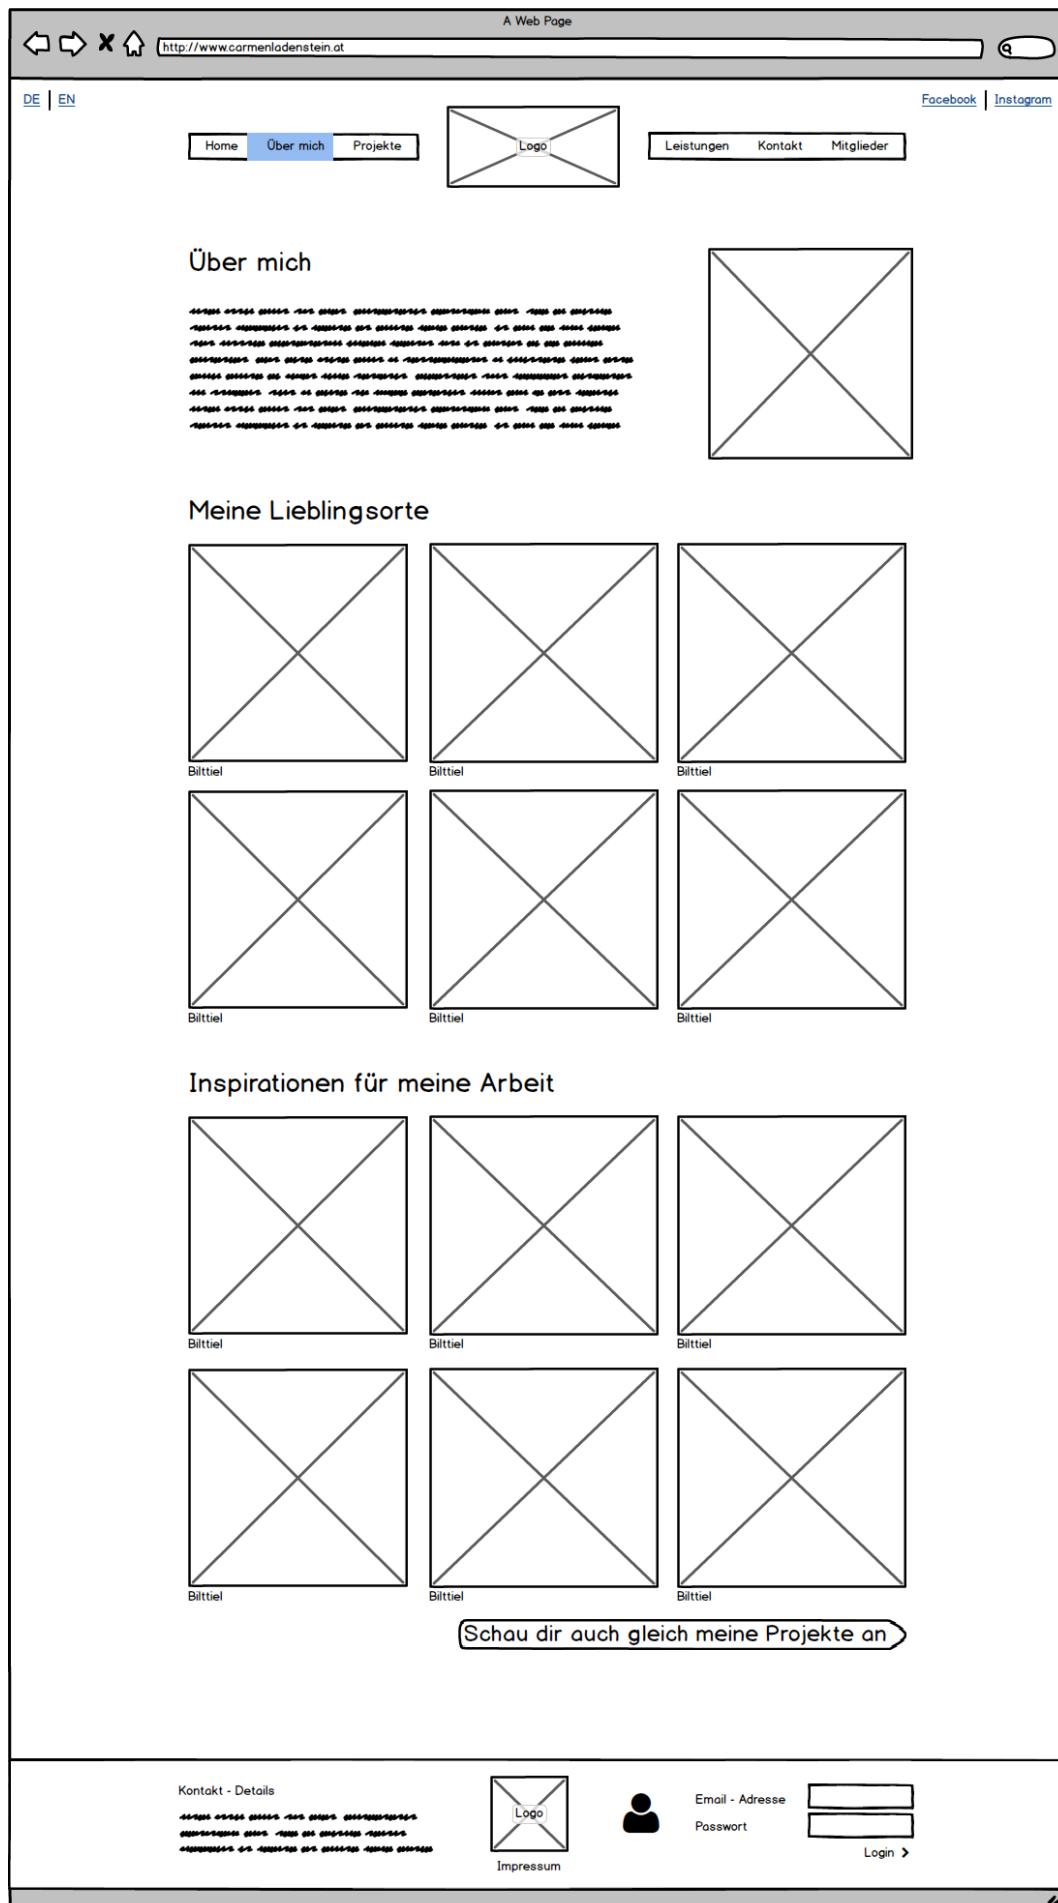 A Web Page
http://www.carmenladenstein.at
DE EN
Facebook Instagram
Home Über mich Projekte
Logo
Leistungen Kontakt Mitglieder
Über mich
Meine Lieblingsorte
Bilttiel Bilttiel Bilttiel
Bilttiel Bilttiel Bilttiel
Inspirationen für meine Arbeit
Bilttiel Bilttiel Bilttiel
Bilttiel Bilttiel Bilttiel
Schau dir auch gleich meine Projekte an
Kontakt - Details
Logo
Impressum
Email - Adresse
Passwort
Login